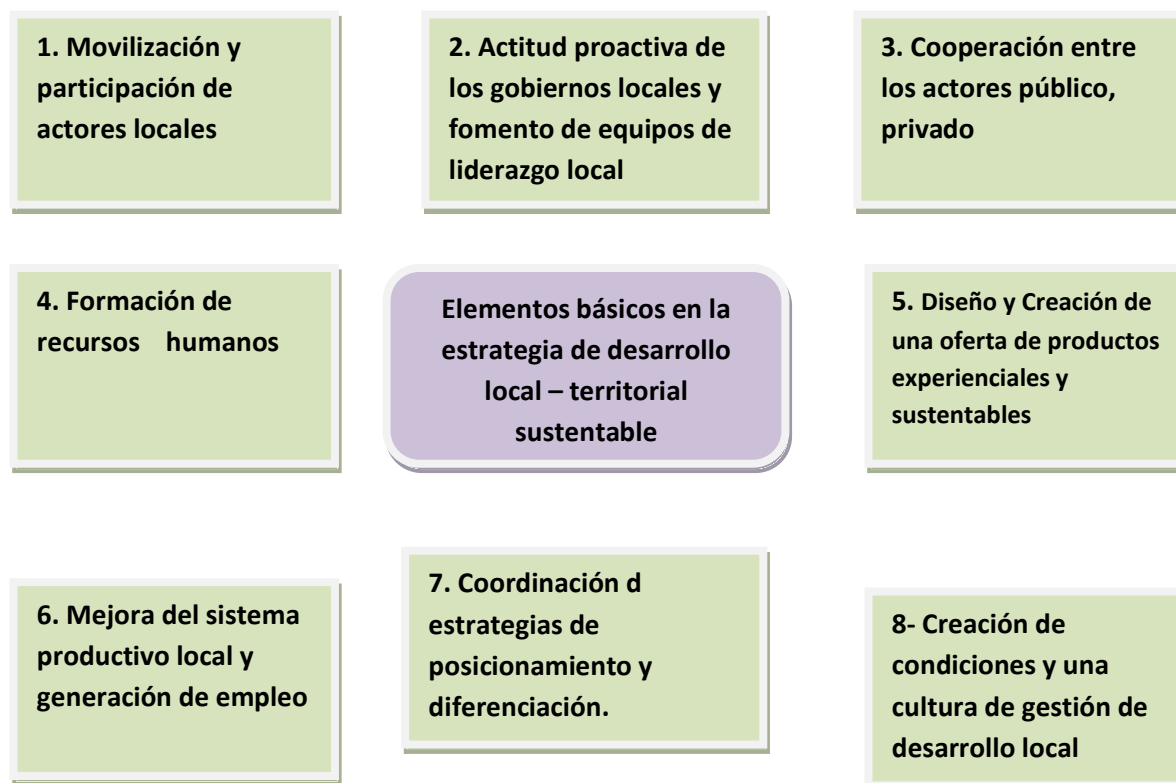 1. Movilización y
participación de
actores locales
2. Actitud proactiva de
los gobiernos locales y
fomento de equipos de
liderazgo local
3. Cooperación entre
los actores público,
privado
4. Formación de
recursos humanos
Elementos básicos en la
estrategia de desarrollo
local – territorial
sustentable
5. Diseño y Creación de
una oferta de productos
experienciales y
sustentables
6. Mejora del sistema
productivo local y
generación de empleo
7. Coordinación d
estrategias de
posicionamiento y
diferenciación.
8- Creación de
condiciones y una
cultura de gestión de
desarrollo local